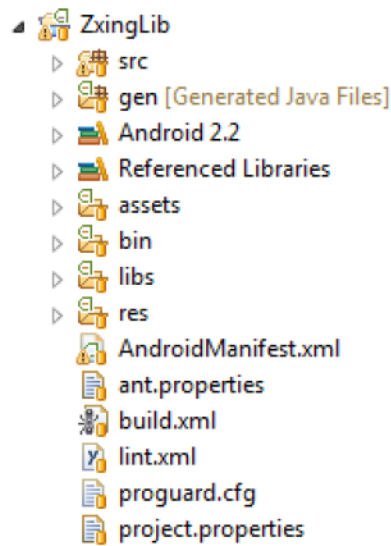 ZxingLib
src
gen [Generated Java Files]
Android 2.2
Referenced Libraries
assets
bin
libs
res
AndroidManifest.xml
ant.properties
build.xml
lint.xml
proguard.cfg
project.properties